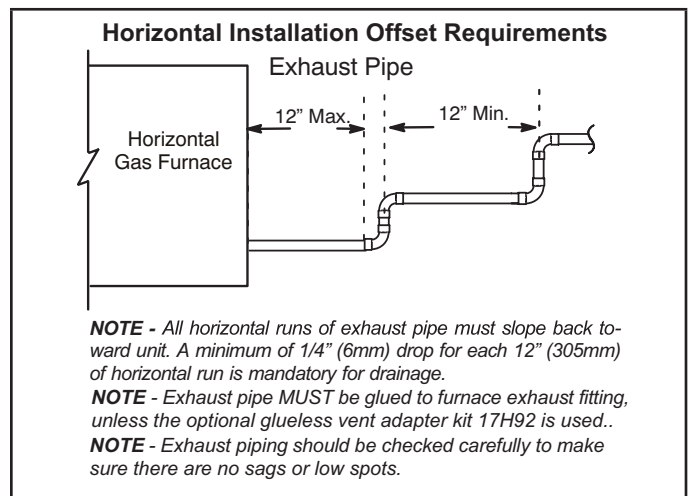 Horizontal Installation Offset Requirements
Exhaust Pipe
12” Max.
12” Min.
Horizontal
Gas Furnace
NOTE - All horizontal runs of exhaust pipe must slope back to-
ward unit. A minimum of 1/4” (6mm) drop for each 12” (305mm)
of horizontal run is mandatory for drainage.
NOTE - Exhaust pipe MUST be glued to furnace exhaust fitting,
unless the optional glueless vent adapter kit 17H92 is used..
NOTE - Exhaust piping should be checked carefully to make
sure there are no sags or low spots.